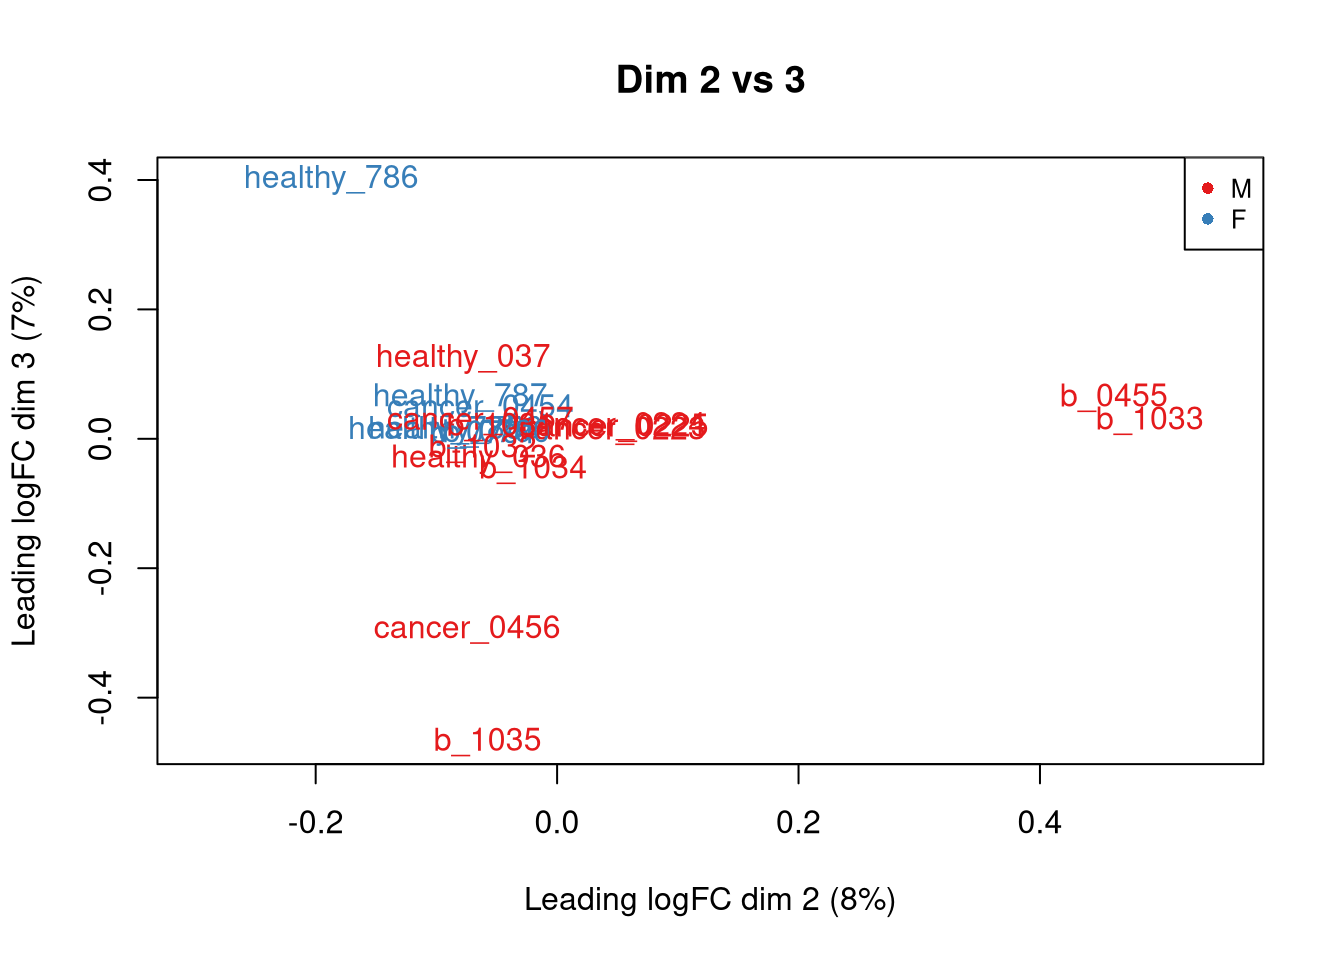 Dim 2 vs 3
Leading logFC dim 3 (7%)
0.4
0.2
0.0
-0.2
-0.4
healthy_786
M
F
healthy_037
healthy_787
cancer_0454
b_0455
b_1033
healthy_036
b_1034
cancer_0456
b_1035
-0.2
0.0
0.2
0.4
Leading logFC dim 2 (8%)